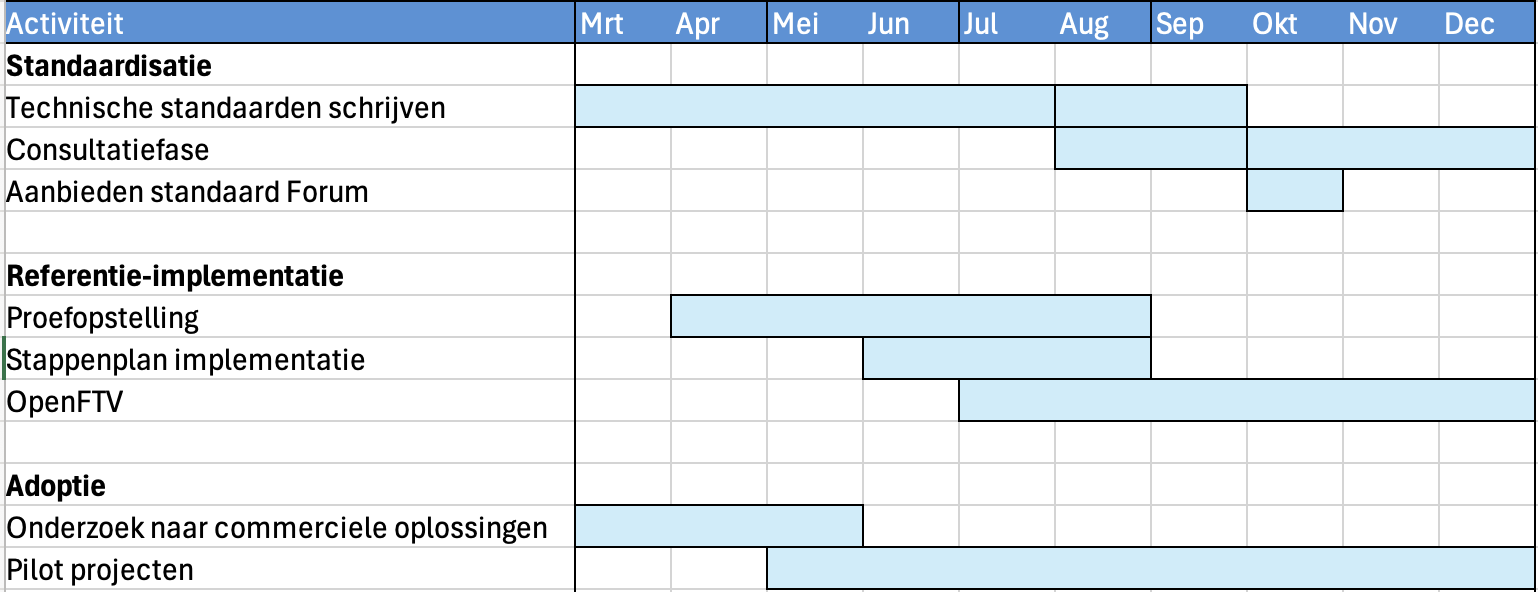 Activiteit Mrt Apr Mei Jun Jul Aug Sep Okt Nov Dec
Standaardisatie
Technische standaarden schrijven
Consultatiefase
Aanbieden standaard Forum
Referentie-implementatie
Proefopstelling
Stappenplan implementatie
OpenFTV
Adoptie
Onderzoek naar commerciele oplossingen
Pilot projecten